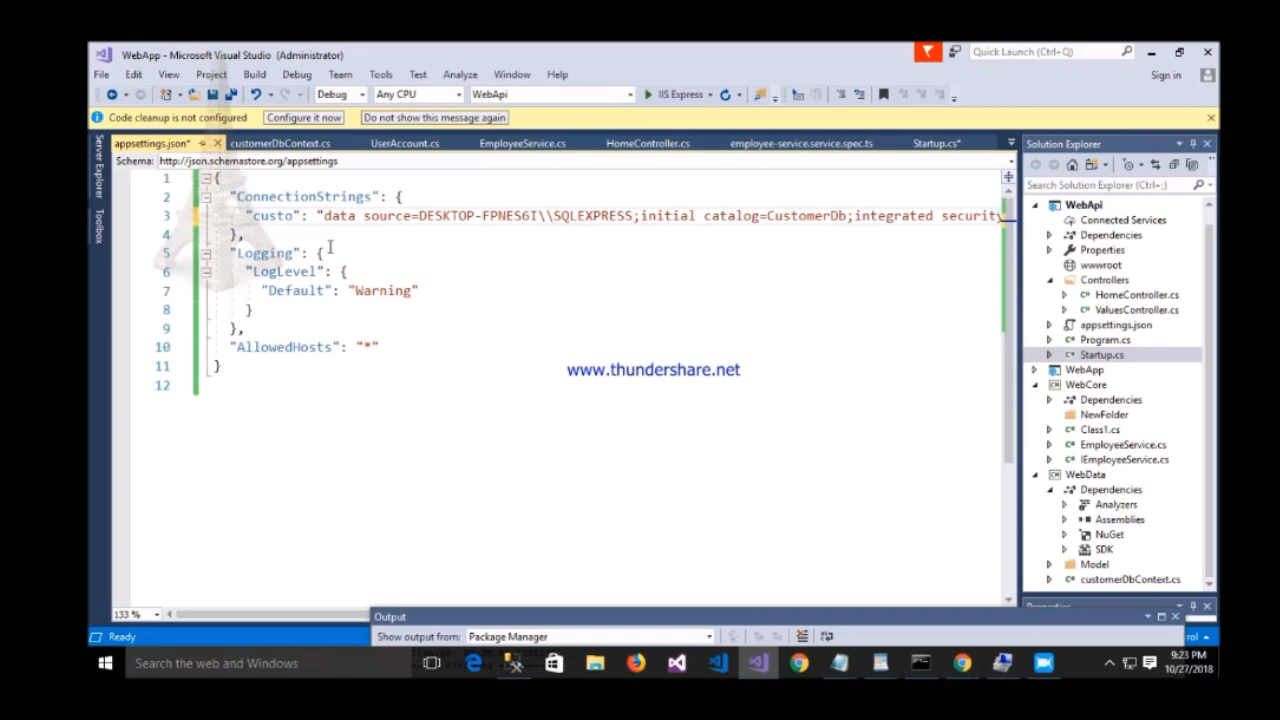 WebApp - Microsoft Visual Studio (Administrator)
Quick Launch (Ctrl+Q)
File Edit View Project Build Debug Team Tools Test Analyze Window Help
Sign in
Debug Any CPU WebApi IIS Express
Code cleanup is not configured Configure it now Do not show this message again
Server Explorer
Toolbox
appsettings.json* customerDbContext.cs UserAccount.cs EmployeeService.cs HomeController.cs employee-service.service.spec.ts Startup.cs*
Schema: http://json.schemastore.org/appsettings
1 {
2 "ConnectionStrings": {
3 "custo": "data source=DESKTOP-FPNES6I\\SQLEXPRESS;initial catalog=CustomerDb;integrated security
4 },
5 "Logging": {
6 "LogLevel": {
7 "Default": "Warning"
8 }
9 },
10 "AllowedHosts": "*"
11 }
12
www.thundershare.net
Solution Explorer
Search Solution Explorer (Ctrl+;)
WebApi
Connected Services
Dependencies
Properties
wwwroot
Controllers
HomeController.cs
ValuesController.cs
appsettings.json
Program.cs
Startup.cs
WebApp
WebCore
Dependencies
NewFolder
Class1.cs
EmployeeService.cs
IEmployeeService.cs
WebData
Dependencies
Analyzers
Assemblies
NuGet
SDK
Model
customerDbContext.cs
133 %
Output
Show output from: Package Manager
Ready
rol
Search the web and Windows
9:23 PM
10/27/2018